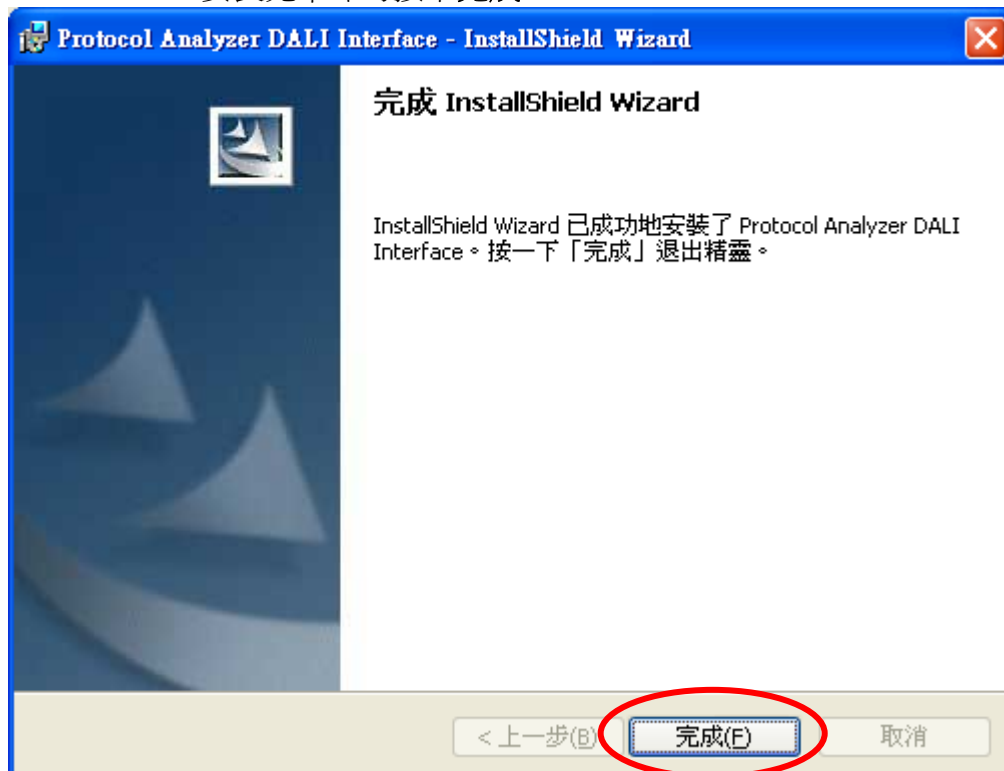 Protocol Analyzer DALI Interface - InstallShield Wizard
完成 InstallShield Wizard
InstallShield Wizard 已成功地安裝了 Protocol Analyzer DALI
Interface。按一下「完成」退出精靈。
< 上一步(B)
完成(F)
取消